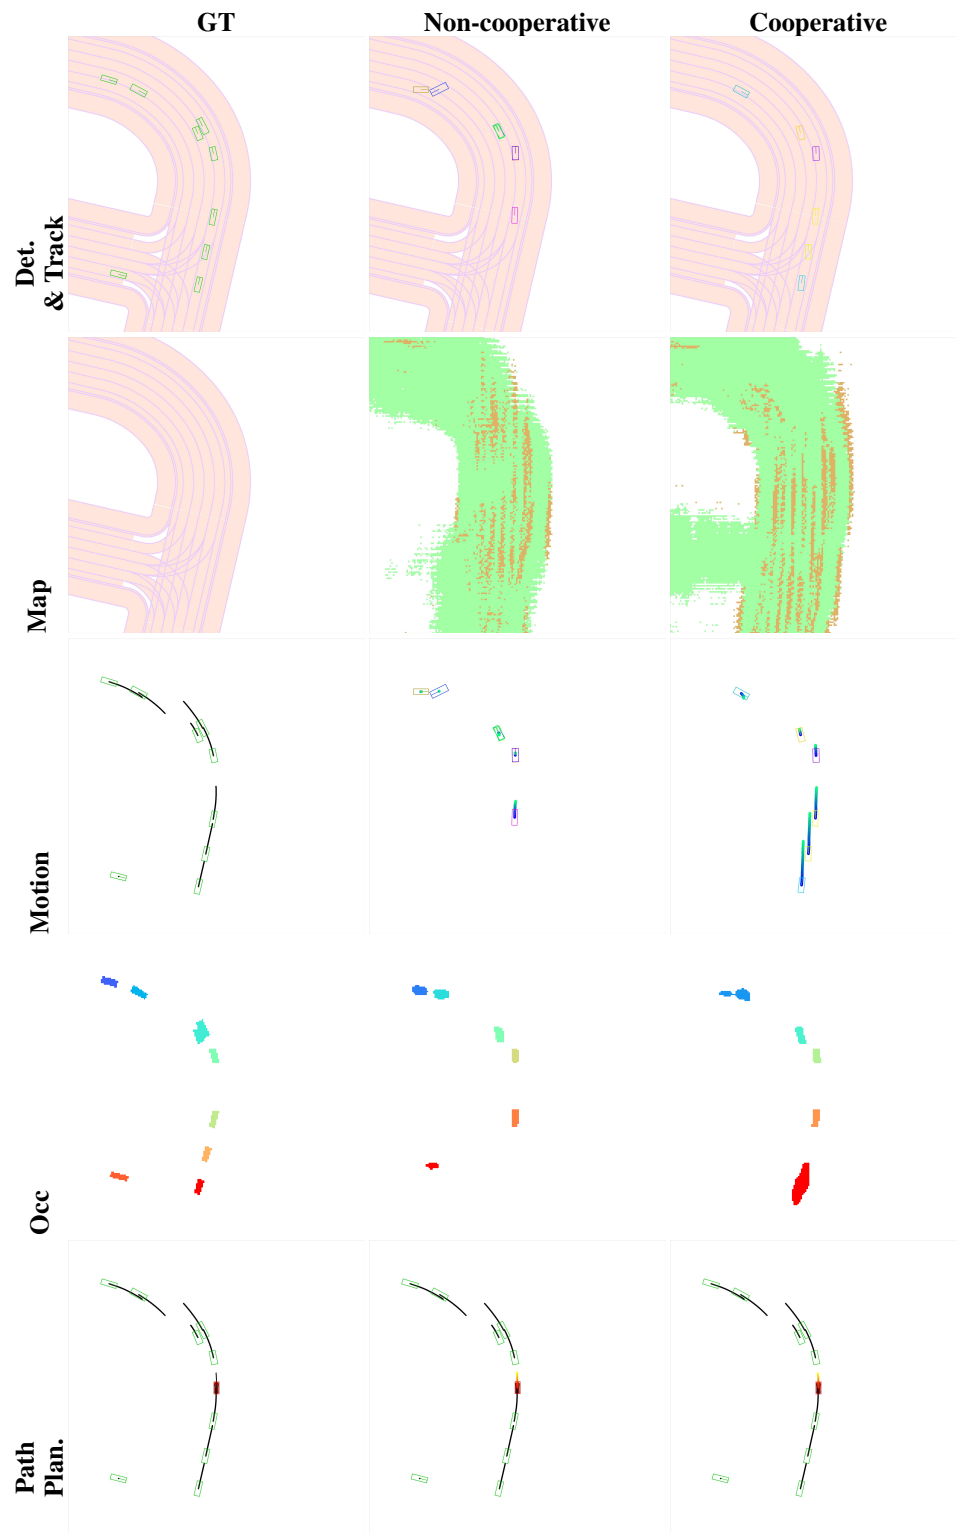 GT Non-cooperative Cooperative
Det.
& Track
Map
Motion
Occ
Path
Plan.